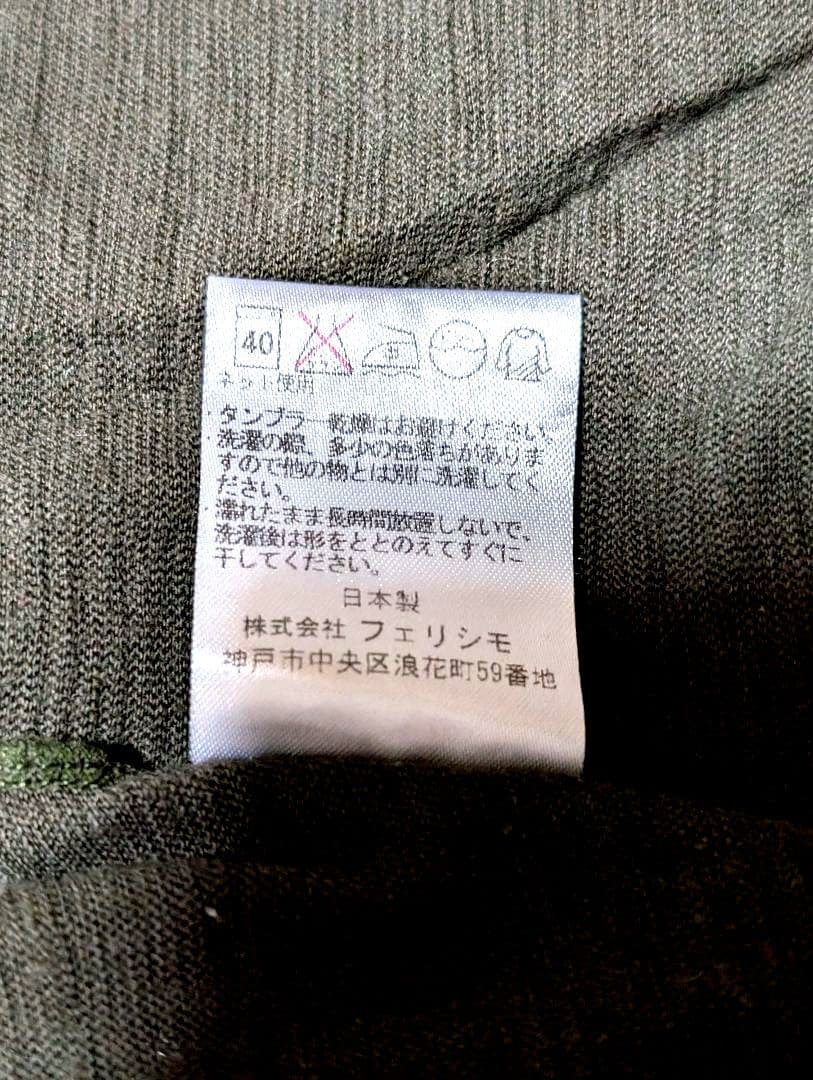 40
ネット使用
・タンブラー乾燥はお避けください。
・洗濯の際、多少の色落ちがありま
すので他の物とは別に洗濯してく
ださい。
・濡れたまま長時間放置しないで、
洗濯後は形をととのえてすぐに
干してください。
日本製
株式会社 フェリシモ
神戸市中央区浪花町59番地